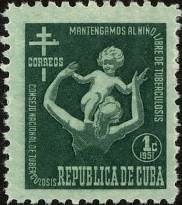 MANTENGAMOS AL NIÑO LIBRE DE TUBERCULOSIS
CORREOS
CONSEJO NACIONAL DE TUBERCULOSIS
1c
1951
REPUBLICA DE CUBA